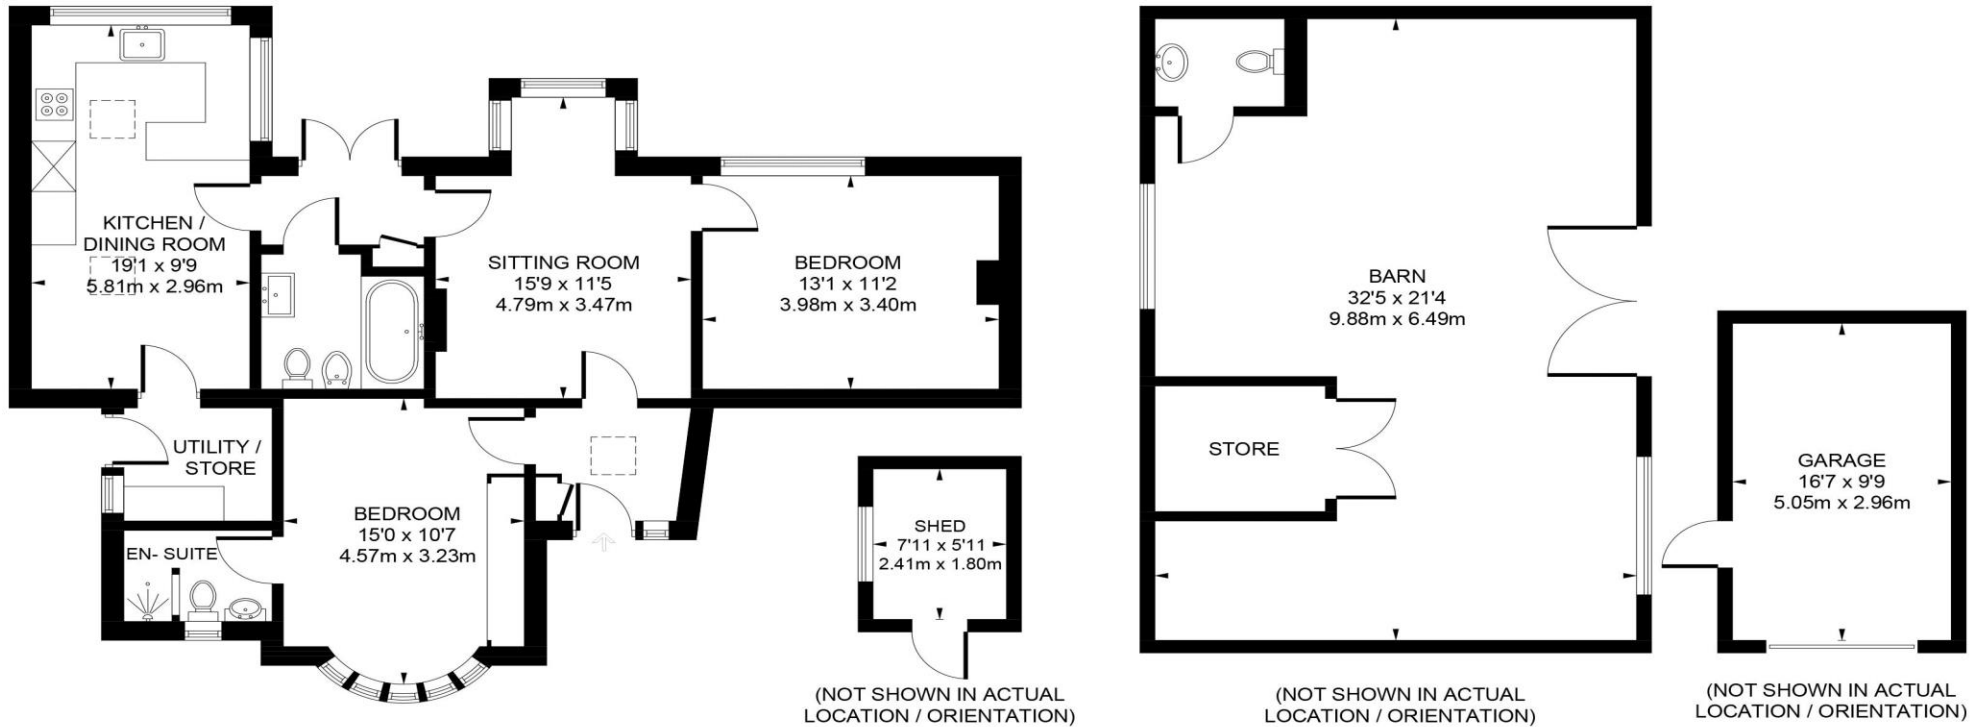 KITCHEN /
DINING ROOM
19'1 x 9'9
5.81m x 2.96m
SITTING ROOM
15'9 x 11'5
4.79m x 3.47m
BEDROOM
13'1 x 11'2
3.98m x 3.40m
UTILITY /
STORE
EN- SUITE
BEDROOM
15'0 x 10'7
4.57m x 3.23m
SHED
7'11 x 5'11
2.41m x 1.80m
(NOT SHOWN IN ACTUAL
LOCATION / ORIENTATION)
BARN
32'5 x 21'4
9.88m x 6.49m
STORE
(NOT SHOWN IN ACTUAL
LOCATION / ORIENTATION)
GARAGE
16'7 x 9'9
5.05m x 2.96m
(NOT SHOWN IN ACTUAL
LOCATION / ORIENTATION)